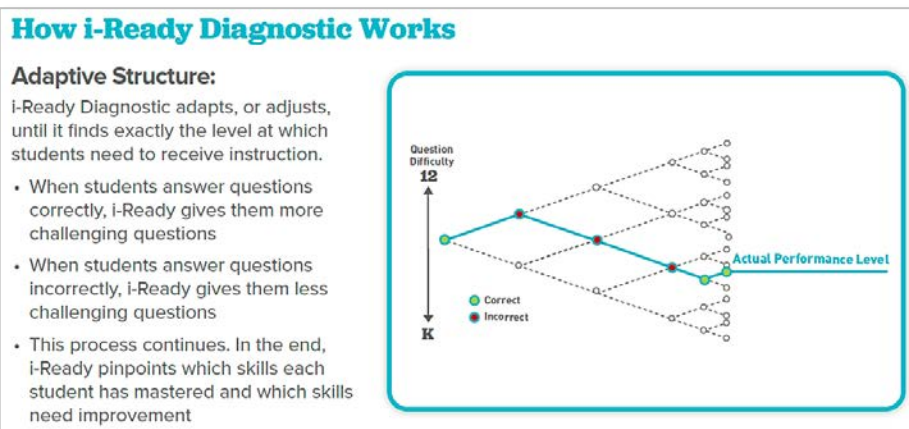 How i-Ready Diagnostic Works
Adaptive Structure:
i-Ready Diagnostic adapts, or adjusts,
until it finds exactly the level at which
students need to receive instruction.
• When students answer questions
correctly, i-Ready gives them more
challenging questions
• When students answer questions
incorrectly, i-Ready gives them less
challenging questions
• This process continues. In the end,
i-Ready pinpoints which skills each
student has mastered and which skills
need improvement
Question
Difficulty
12
K
Correct
Incorrect
Actual Performance Level